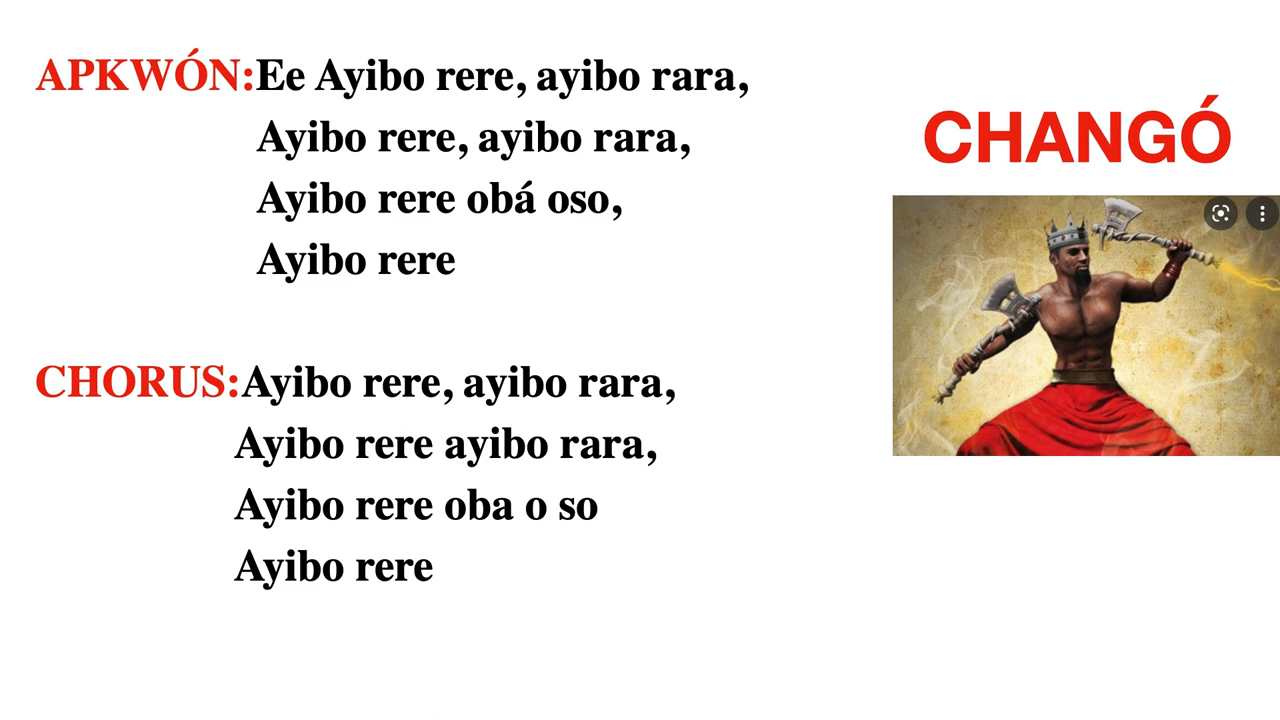 APKWÓN:Ee Ayibo rere, ayibo rara,
Ayibo rere, ayibo rara,
Ayibo rere obá oso,
Ayibo rere
CHORUS:Ayibo rere, ayibo rara,
Ayibo rere ayibo rara,
Ayibo rere oba o so
Ayibo rere
CHANGÓ